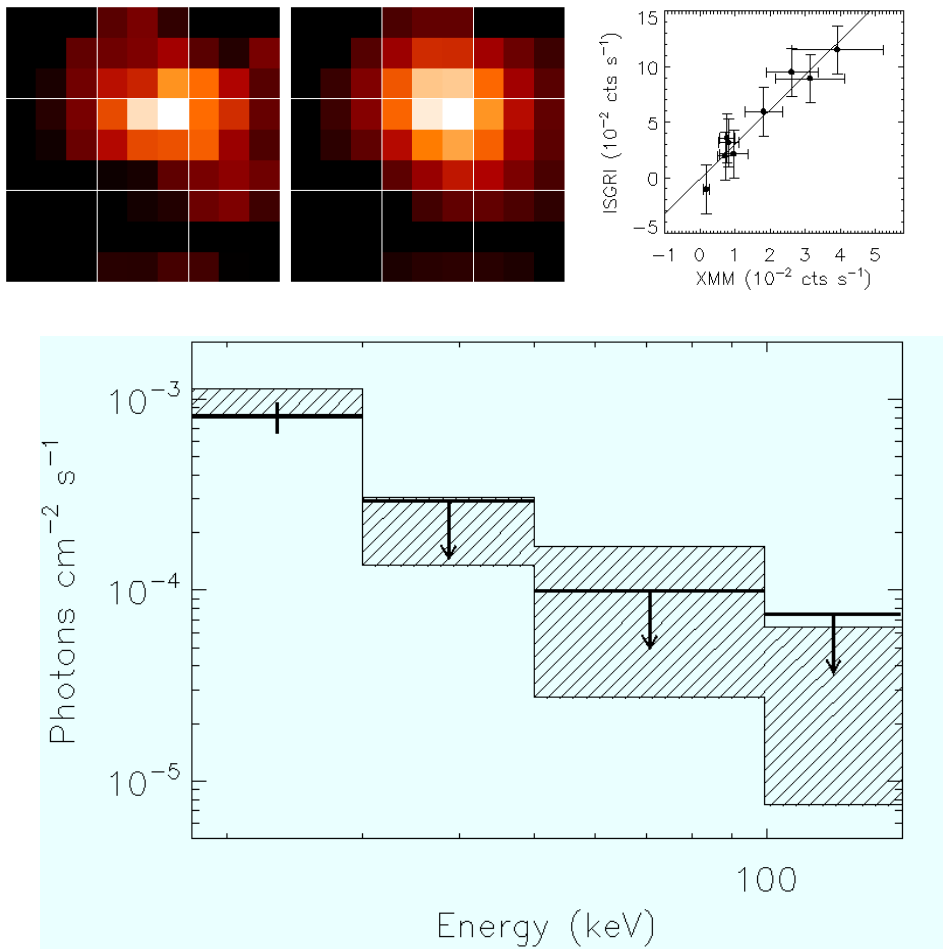 15
10
5
0
−5
ISGRI (10⁻² cts s⁻¹)
−1 0 1 2 3 4 5
XMM (10⁻² cts s⁻¹)
10⁻³
10⁻⁴
10⁻⁵
Photons cm⁻² s⁻¹
100
Energy (keV)